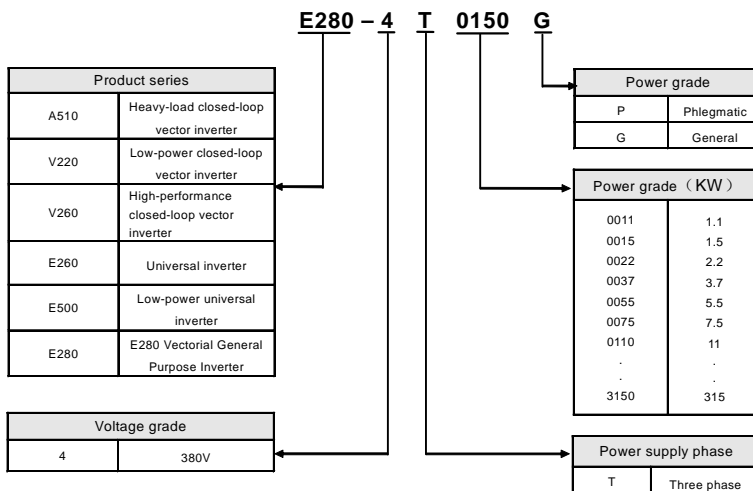 E280 – 4 T 0150 G
Product series
A510 Heavy-load closed-loop
vector inverter
V220 Low-power closed-loop
vector inverter
V260 High-performance
closed-loop vector
inverter
E260 Universal inverter
E500 Low-power universal
inverter
E280 E280 Vectorial General
Purpose Inverter
Voltage grade
4 380V
Power grade
P Phlegmatic
G General
Power grade（KW）
0011 1.1
0015 1.5
0022 2.2
0037 3.7
0055 5.5
0075 7.5
0110 11
. .
. .
3150 315
Power supply phase
T Three phase